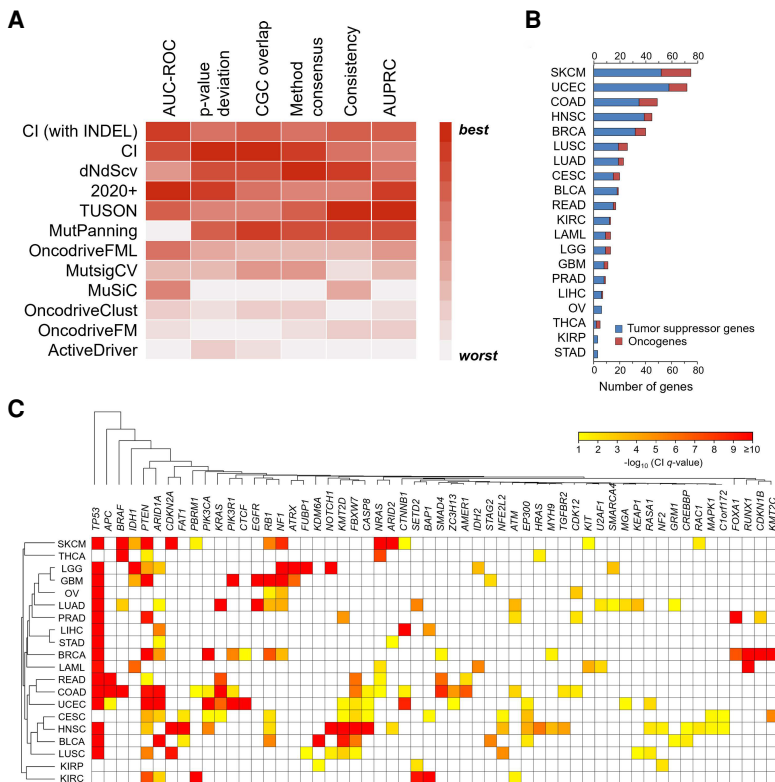 A
AUC-ROC
p-value
deviation
CGC overlap
Method
consensus
Consistency
AUPRC
CI (with INDEL)
CI
dNdScv
2020+
TUSON
MutPanning
OncodriveFML
MutsigCV
MuSiC
OncodriveClust
OncodriveFM
ActiveDriver
best
worst
B
0 20 40 60 80
SKCM
UCEC
COAD
HNSC
BRCA
LUSC
LUAD
CESC
BLCA
READ
KIRC
LAML
LGG
GBM
PRAD
LIHC
OV
THCA
KIRP
STAD
Tumor suppressor genes
Oncogenes
0 20 40 60 80
Number of genes
C
1 2 3 4 5 6 7 8 9 ≥10
-log10 (CI q-value)
TP53
APC
BRAF
IDH1
PTEN
ARID1A
CDKN2A
FAT1
PBRM1
PIK3CA
KRAS
PIK3R1
CTCF
EGFR
RB1
NF1
ATRX
FUBP1
KDM6A
NOTCH1
KMT2D
FBXW7
CASP8
NRAS
ARID2
CTNNB1
SETD2
BAP1
SMAD4
ZC3H13
AMER1
IDH2
STAG2
NFE2L2
ATM
EP300
HRAS
MYH9
TGFBR2
CDK12
KIT
U2AF1
SMARCA4
MGA
KEAP1
RASA1
NF2
GRM1
CREBBP
RAC1
MAPK1
C1orf172
FOXA1
RUNX1
CDKN1B
KMT2C
SKCM
THCA
LGG
GBM
OV
LUAD
PRAD
LIHC
STAD
BRCA
LAML
READ
COAD
UCEC
CESC
HNSC
BLCA
LUSC
KIRP
KIRC